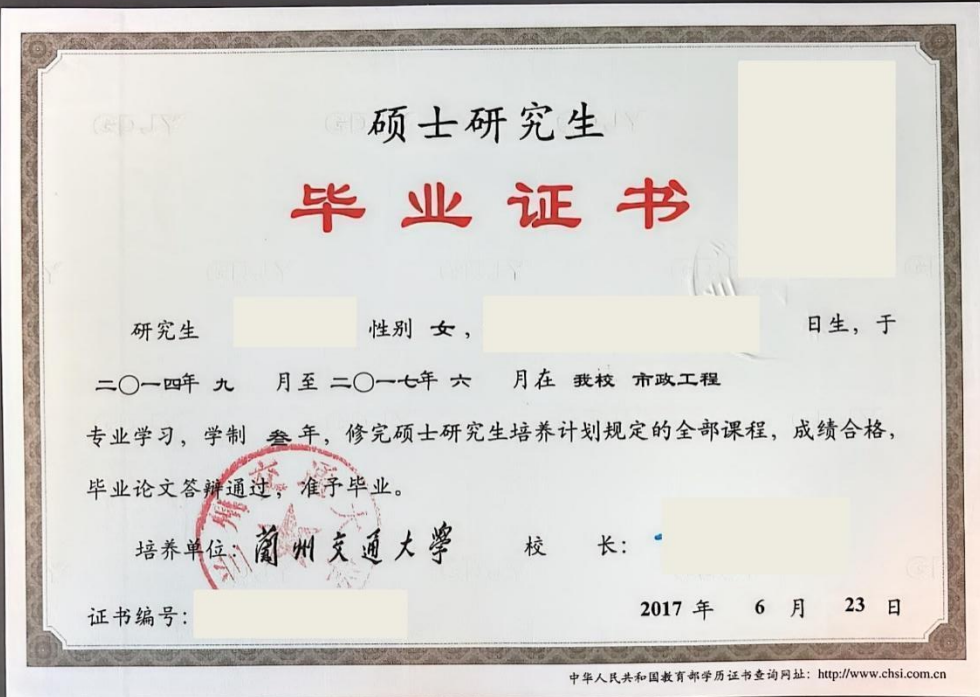 硕士研究生
毕业证书
研究生 性别 女， 日生，于
二〇一四年 九 月至 二〇一七年 六 月在 我校 市政工程
专业学习，学制 叁 年，修完硕士研究生培养计划规定的全部课程，成绩合格，
毕业论文答辩通过，准予毕业。
培养单位：蘭州交通大學 校 长：
证书编号：
2017 年 6 月 23 日
中华人民共和国教育部学历证书查询网址：http://www.chsi.com.cn